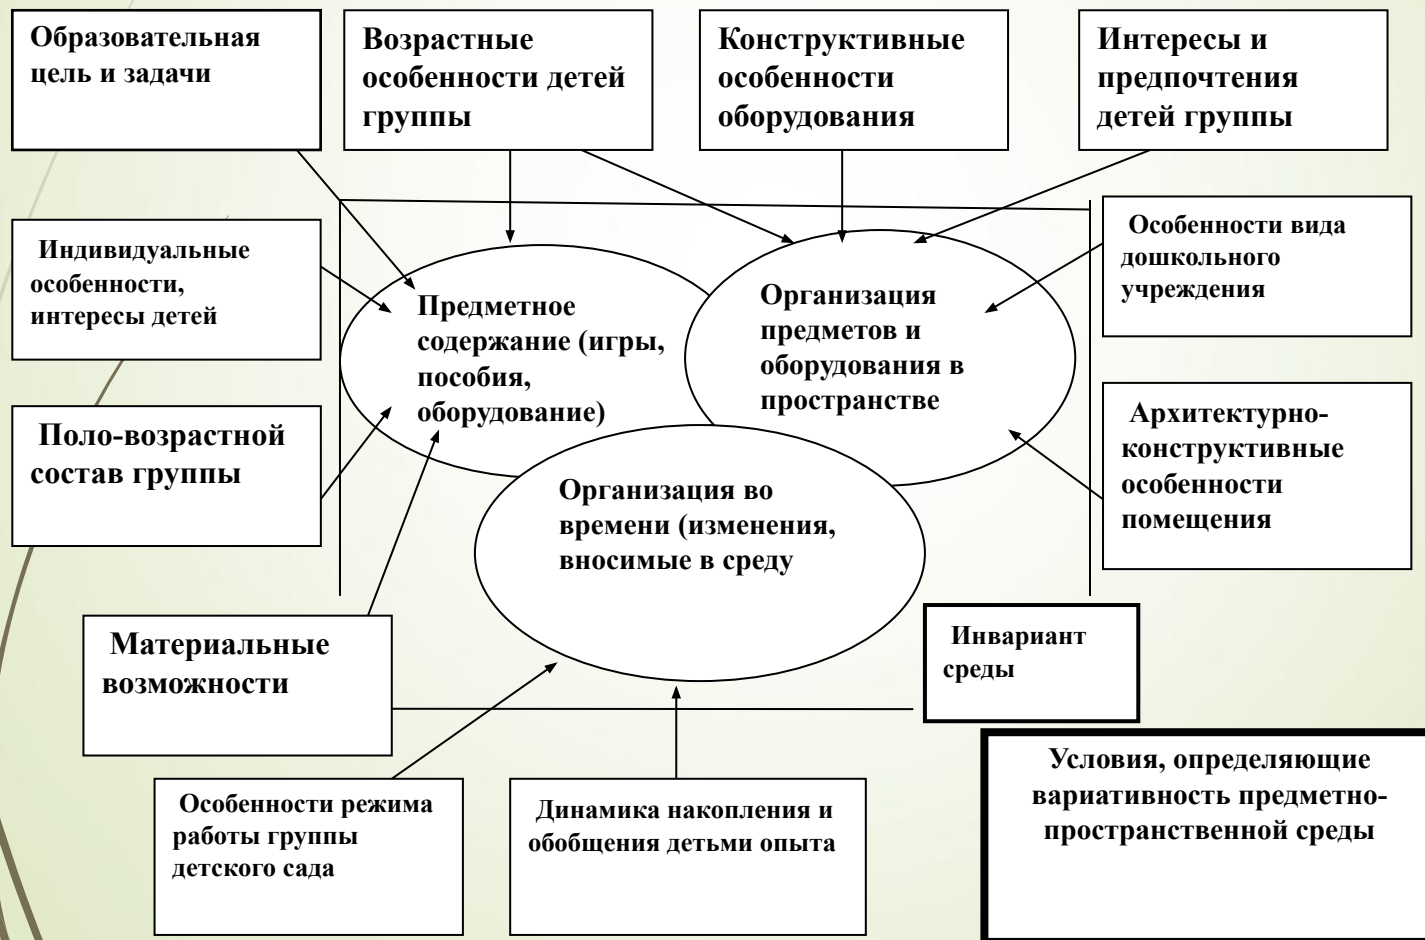 Образовательная
цель и задачи
Возрастные
особенности детей
группы
Конструктивные
особенности
оборудования
Интересы и
предпочтения
детей группы
Индивидуальные
особенности,
интересы детей
Предметное
содержание (игры,
пособия,
оборудование)
Организация
предметов и
оборудования в
пространстве
Особенности вида
дошкольного
учреждения
Поло-возрастной
состав группы
Организация во
времени (изменения,
вносимые в среду
Архитектурно-
конструктивные
особенности
помещения
Материальные
возможности
Инвариант
среды
Особенности режима
работы группы
детского сада
Динамика накопления и
обобщения детьми опыта
Условия, определяющие
вариативность предметно-
пространственной среды